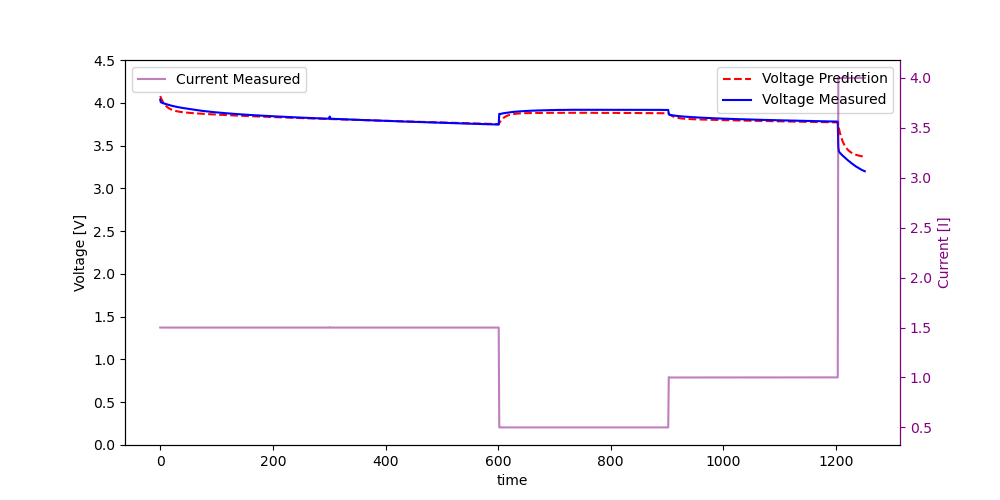 Current Measured
Voltage Prediction
Voltage Measured
Voltage [V]
4.5
4.0
3.5
3.0
2.5
2.0
1.5
1.0
0.5
0.0
4.0
3.5
3.0
2.5
2.0
1.5
1.0
0.5
Current [I]
0 200 400 600 800 1000 1200
time